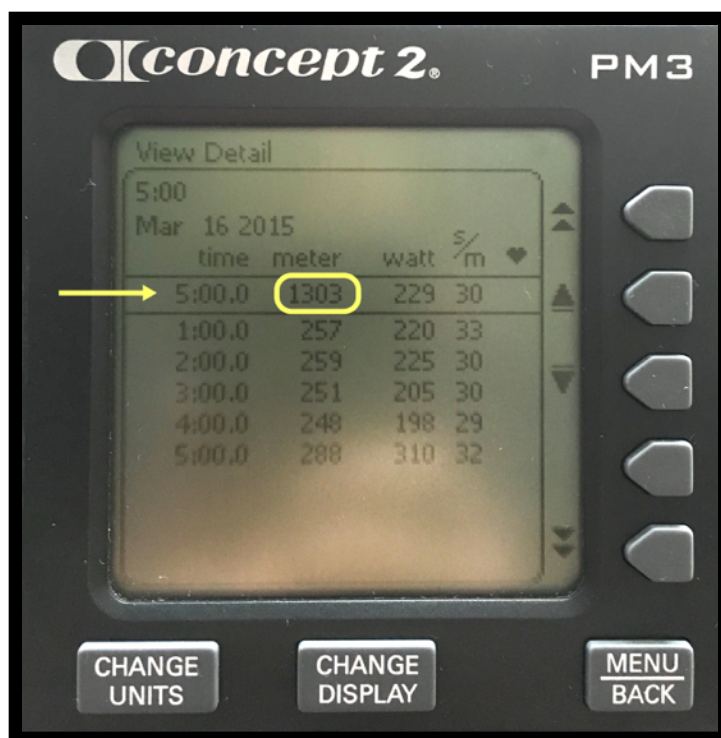 concept 2® PM3
View Detail
5:00
Mar 16 2015
time meter watt s/m ♥
5:00.0 1303 229 30
1:00.0 257 220 33
2:00.0 259 225 30
3:00.0 251 205 30
4:00.0 248 198 29
5:00.0 288 310 32
CHANGE UNITS
CHANGE DISPLAY
MENU
BACK